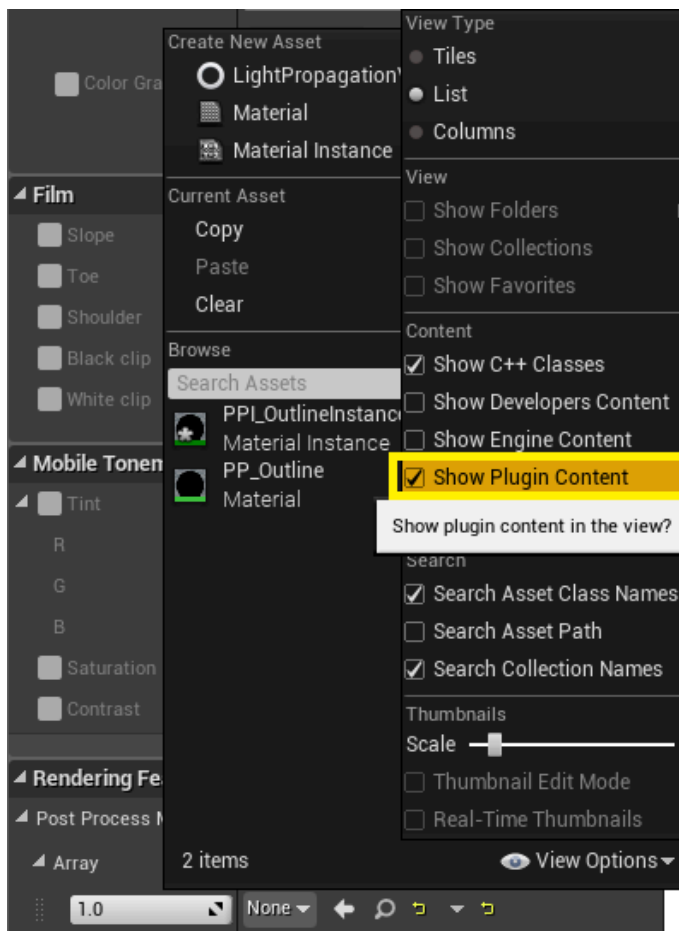 Color Gra
Film
Slope
Toe
Shoulder
Black clip
White clip
Mobile Tonem
Tint
R
G
B
Saturation
Contrast
Rendering Fe
Post Process M
Array
1.0
None
Create New Asset
LightPropagationV
Material
Material Instance
Current Asset
Copy
Paste
Clear
Browse
Search Assets
PPI_OutlineInstance
Material Instance
PP_Outline
Material
2 items
View Options
View Type
Tiles
List
Columns
View
Show Folders
Show Collections
Show Favorites
Content
Show C++ Classes
Show Developers Content
Show Engine Content
Show Plugin Content
Show plugin content in the view?
Search
Search Asset Class Names
Search Asset Path
Search Collection Names
Thumbnails
Scale
Thumbnail Edit Mode
Real-Time Thumbnails